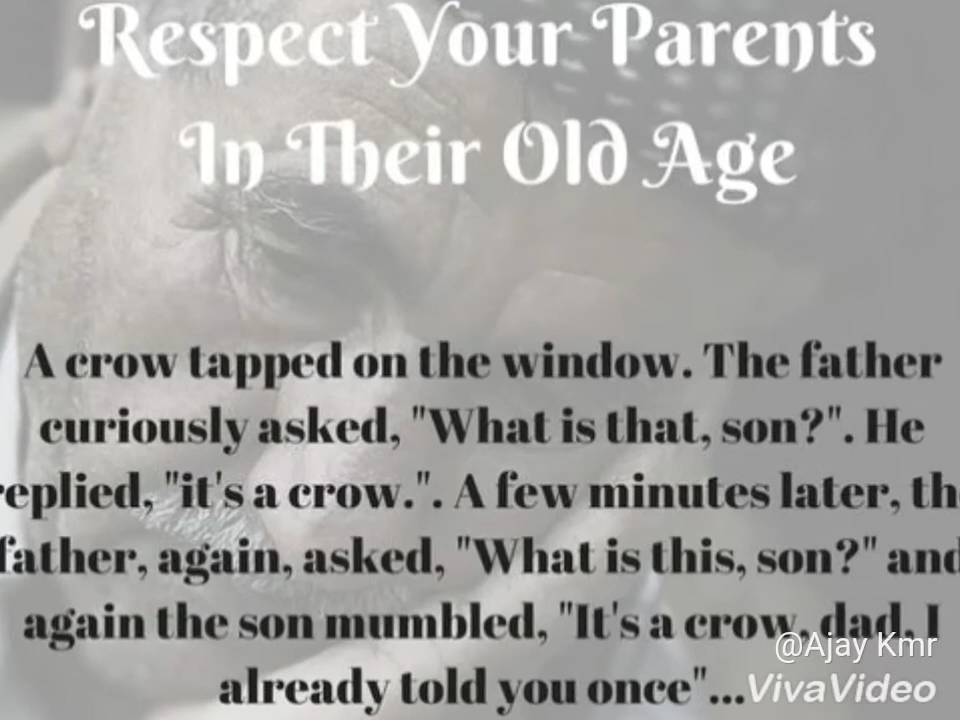 Respect Your Parents
In Their Old Age
A crow tapped on the window. The father
curiously asked, "What is that, son?". He
replied, "it's a crow.". A few minutes later, the
father, again, asked, "What is this, son?" and
again the son mumbled, "It's a crow, dad, I
already told you once"...
@Ajay Kmr
VivaVideo